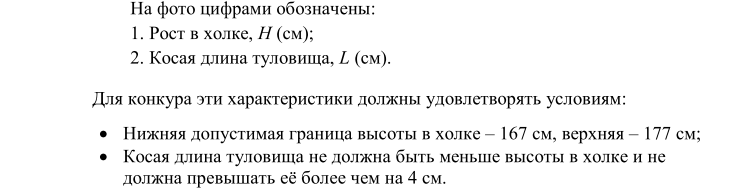 На фото цифрами обозначены:
1. Рост в холке, H (см);
2. Косая длина туловища, L (см).
Для конкура эти характеристики должны удовлетворять условиям:
• Нижняя допустимая граница высоты в холке – 167 см, верхняя – 177 см;
• Косая длина туловища не должна быть меньше высоты в холке и не
должна превышать её более чем на 4 см.